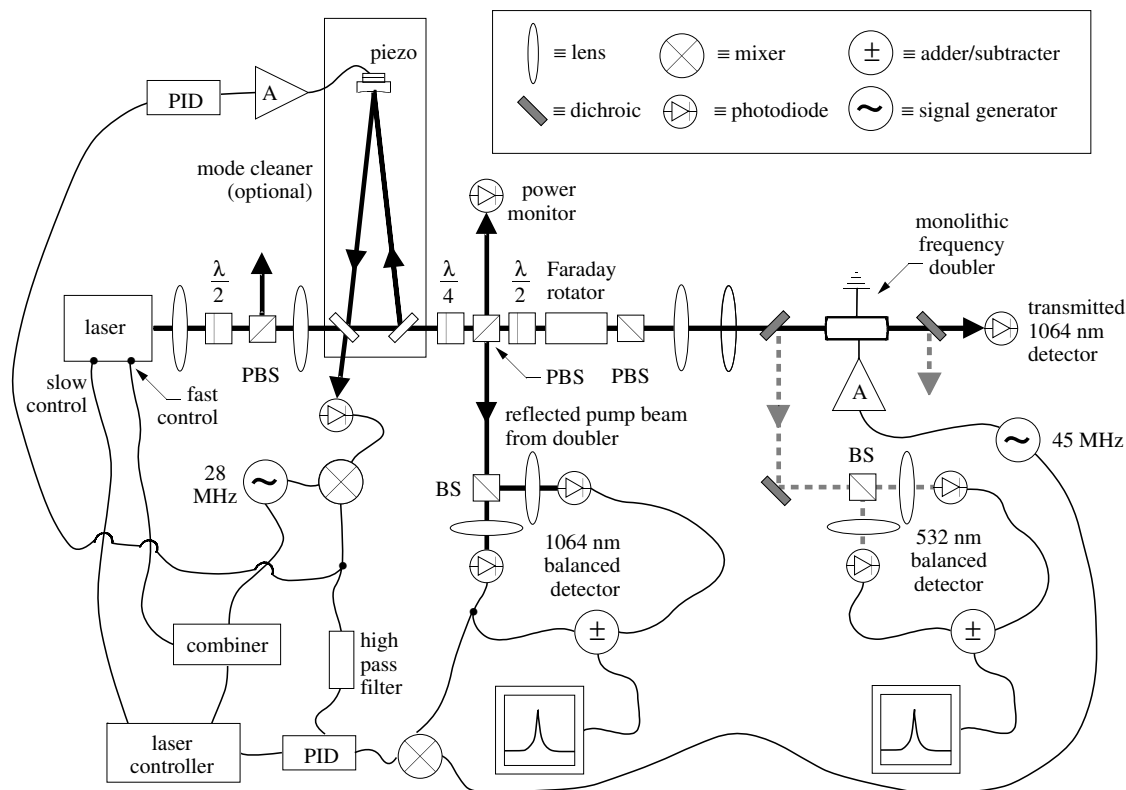 piezo
≡ lens
≡ mixer
± ≡ adder/subtracter
≡ dichroic
≡ photodiode
~ ≡ signal generator
PID
A
mode cleaner
(optional)
power
monitor
monolithic
frequency
doubler
λ/2
λ/4
λ/2
Faraday
rotator
laser
transmitted
1064 nm
detector
PBS
PBS
PBS
slow
control
fast
control
A
reflected pump beam
from doubler
28
MHz
~
BS
BS
~
45 MHz
1064 nm
balanced
detector
532 nm
balanced
detector
±
±
combiner
high
pass
filter
laser
controller
PID